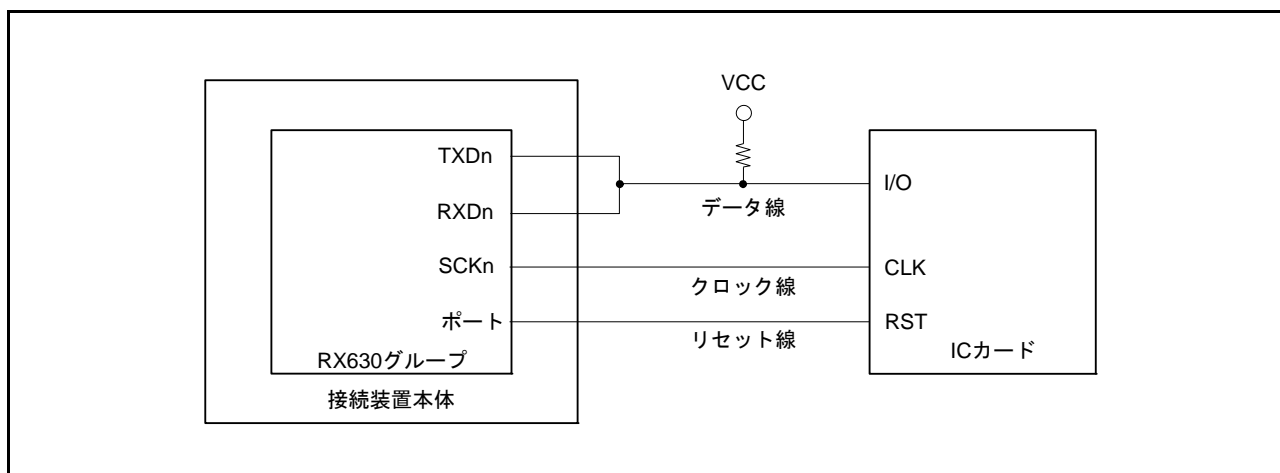 VCC
TXDn
RXDn
SCKn
ポート
RX630グループ
接続装置本体
データ線
クロック線
リセット線
I/O
CLK
RST
ICカード